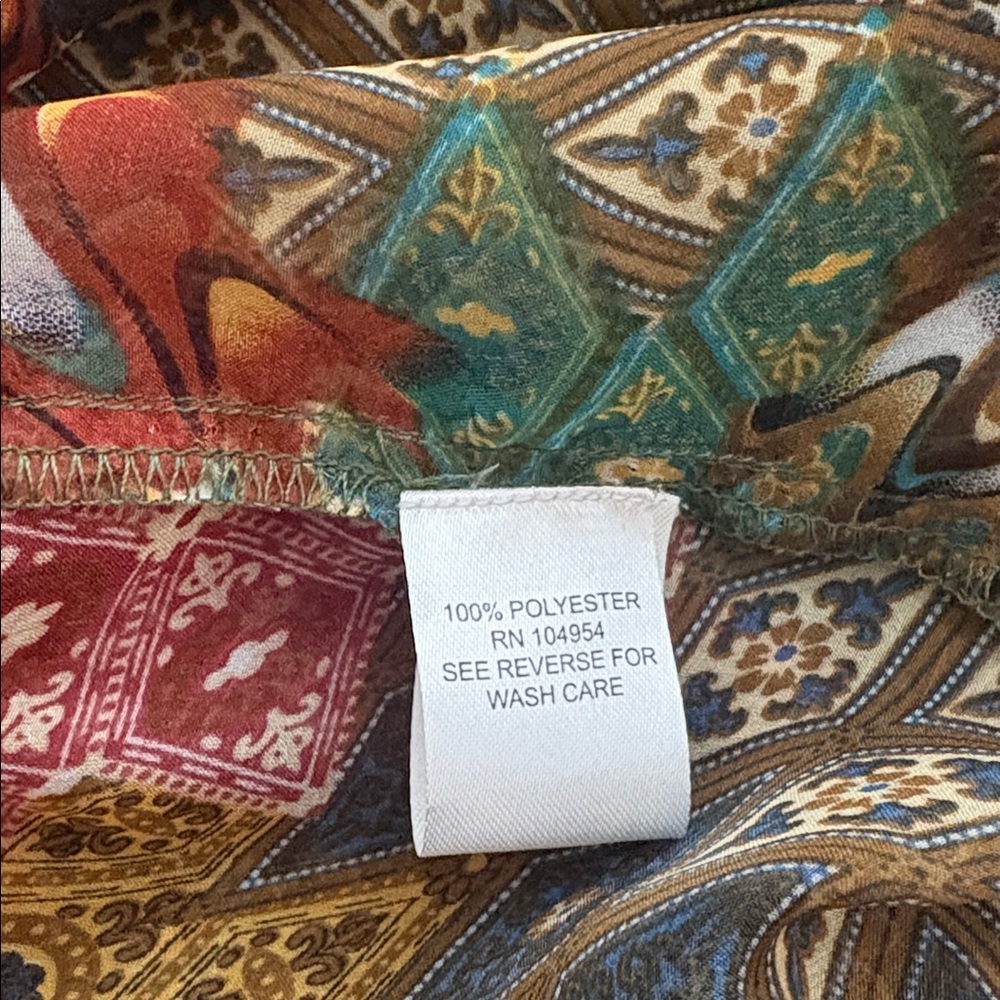 100% POLYESTER
RN 104954
SEE REVERSE FOR
WASH CARE